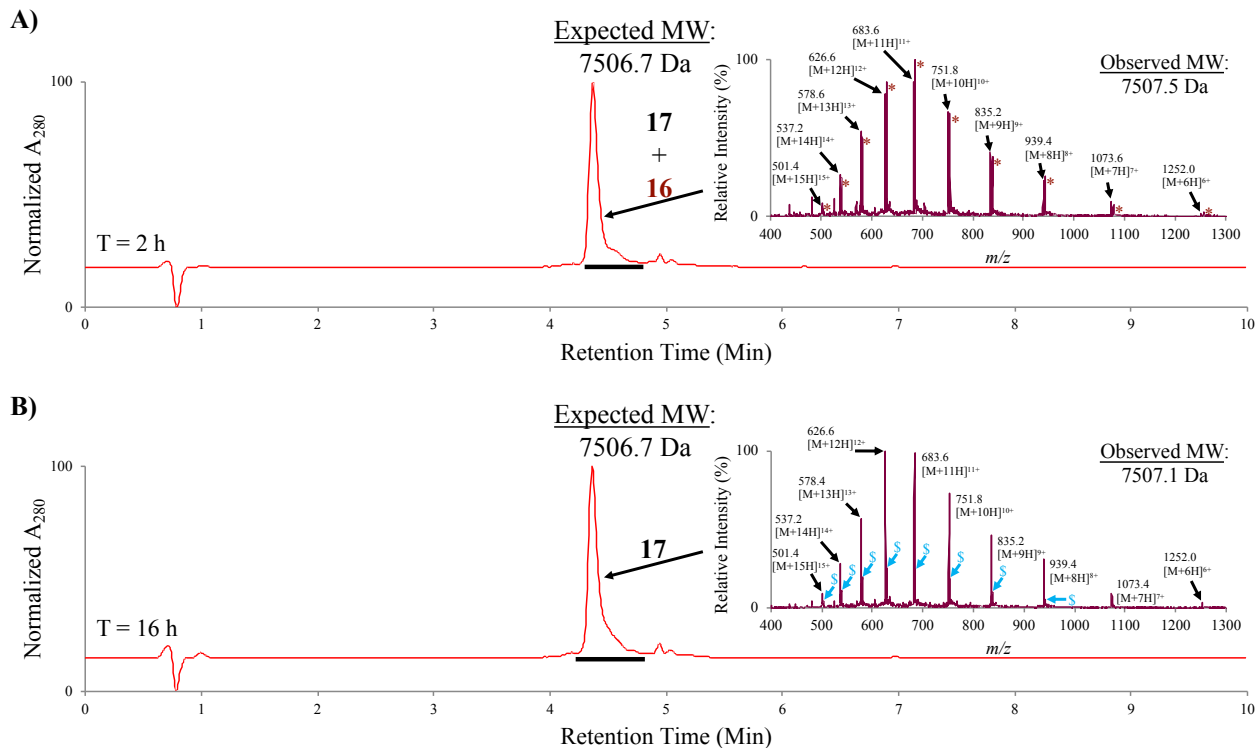 A)
Expected MW:
7506.7 Da
17
+
16
T = 2 h
Normalized A280
100
0
0 1 2 3 4 5 6 7 8 9 10
Retention Time (Min)
Observed MW:
7507.5 Da
Relative Intensity (%)
100
50
0
683.6
[M+11H]11+
626.6
[M+12H]12+
751.8
[M+10H]10+
578.6
[M+13H]13+
835.2
[M+9H]9+
537.2
[M+14H]14+
939.4
[M+8H]8+
501.4
[M+15H]15+
1073.6
[M+7H]7+
1252.0
[M+6H]6+
* * * * * * * * * *
400 500 600 700 800 900 1000 1100 1200 1300
m/z
B)
Expected MW:
7506.7 Da
17
T = 16 h
Normalized A280
100
0
0 1 2 3 4 5 6 7 8 9 10
Retention Time (Min)
Observed MW:
7507.1 Da
Relative Intensity (%)
100
50
0
626.6
[M+12H]12+
683.6
[M+11H]11+
578.4
[M+13H]13+
751.8
[M+10H]10+
537.2
[M+14H]14+
835.2
[M+9H]9+
501.4
[M+15H]15+
939.4
[M+8H]8+
1252.0
[M+6H]6+
1073.4
[M+7H]7+
$ $ $ $ $ $ $ $
400 500 600 700 800 900 1000 1100 1200 1300
m/z